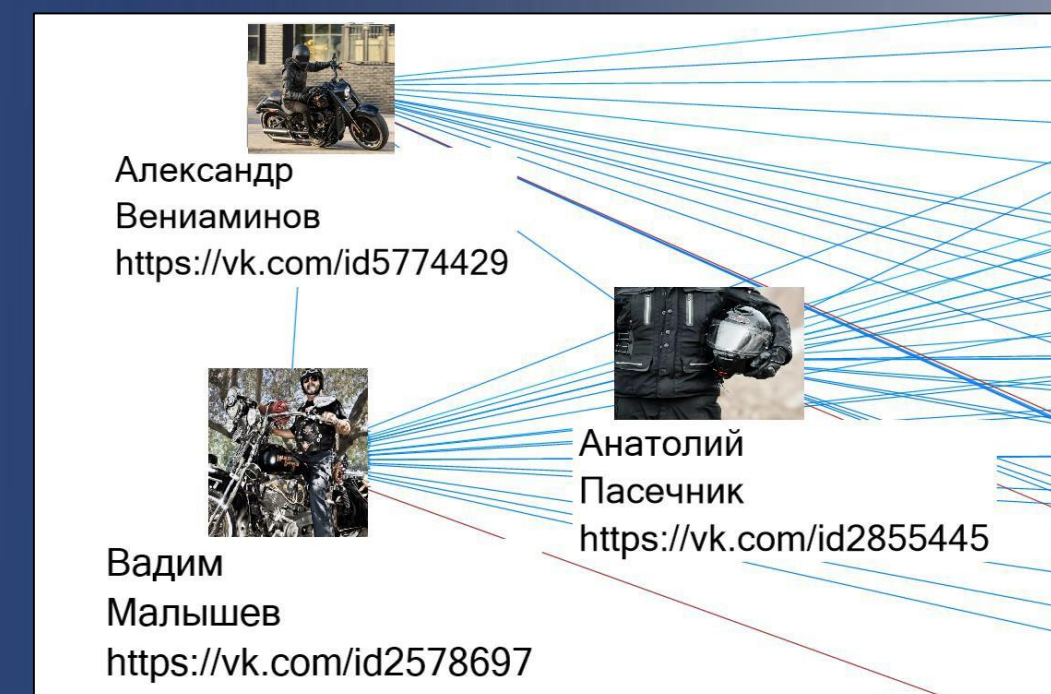 Александр
Вениаминов
https://vk.com/id5774429
Анатолий
Пасечник
https://vk.com/id2855445
Вадим
Малышев
https://vk.com/id2578697